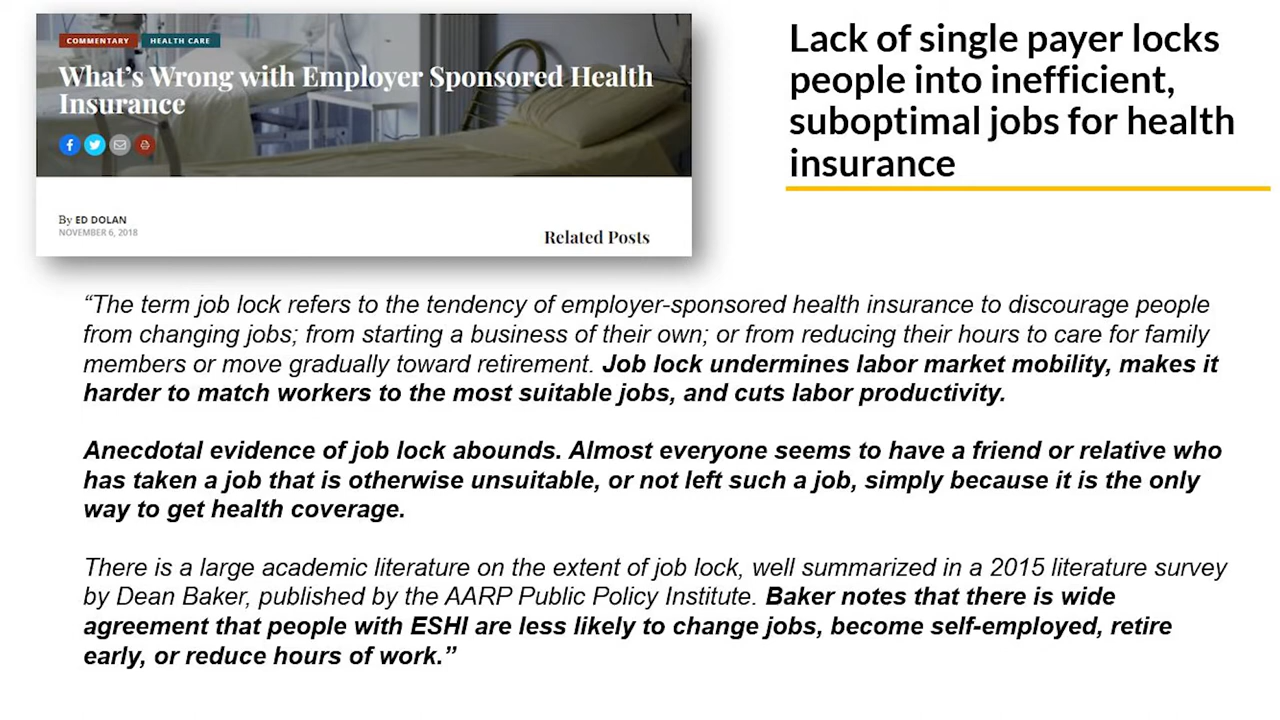 COMMENTARY HEALTH CARE
What's Wrong with Employer Sponsored Health
Insurance
By ED DOLAN
NOVEMBER 6, 2018
Related Posts
Lack of single payer locks
people into inefficient,
suboptimal jobs for health
insurance
“The term job lock refers to the tendency of employer-sponsored health insurance to discourage people
from changing jobs; from starting a business of their own; or from reducing their hours to care for family
members or move gradually toward retirement. Job lock undermines labor market mobility, makes it
harder to match workers to the most suitable jobs, and cuts labor productivity.
Anecdotal evidence of job lock abounds. Almost everyone seems to have a friend or relative who
has taken a job that is otherwise unsuitable, or not left such a job, simply because it is the only
way to get health coverage.
There is a large academic literature on the extent of job lock, well summarized in a 2015 literature survey
by Dean Baker, published by the AARP Public Policy Institute. Baker notes that there is wide
agreement that people with ESHI are less likely to change jobs, become self-employed, retire
early, or reduce hours of work.”